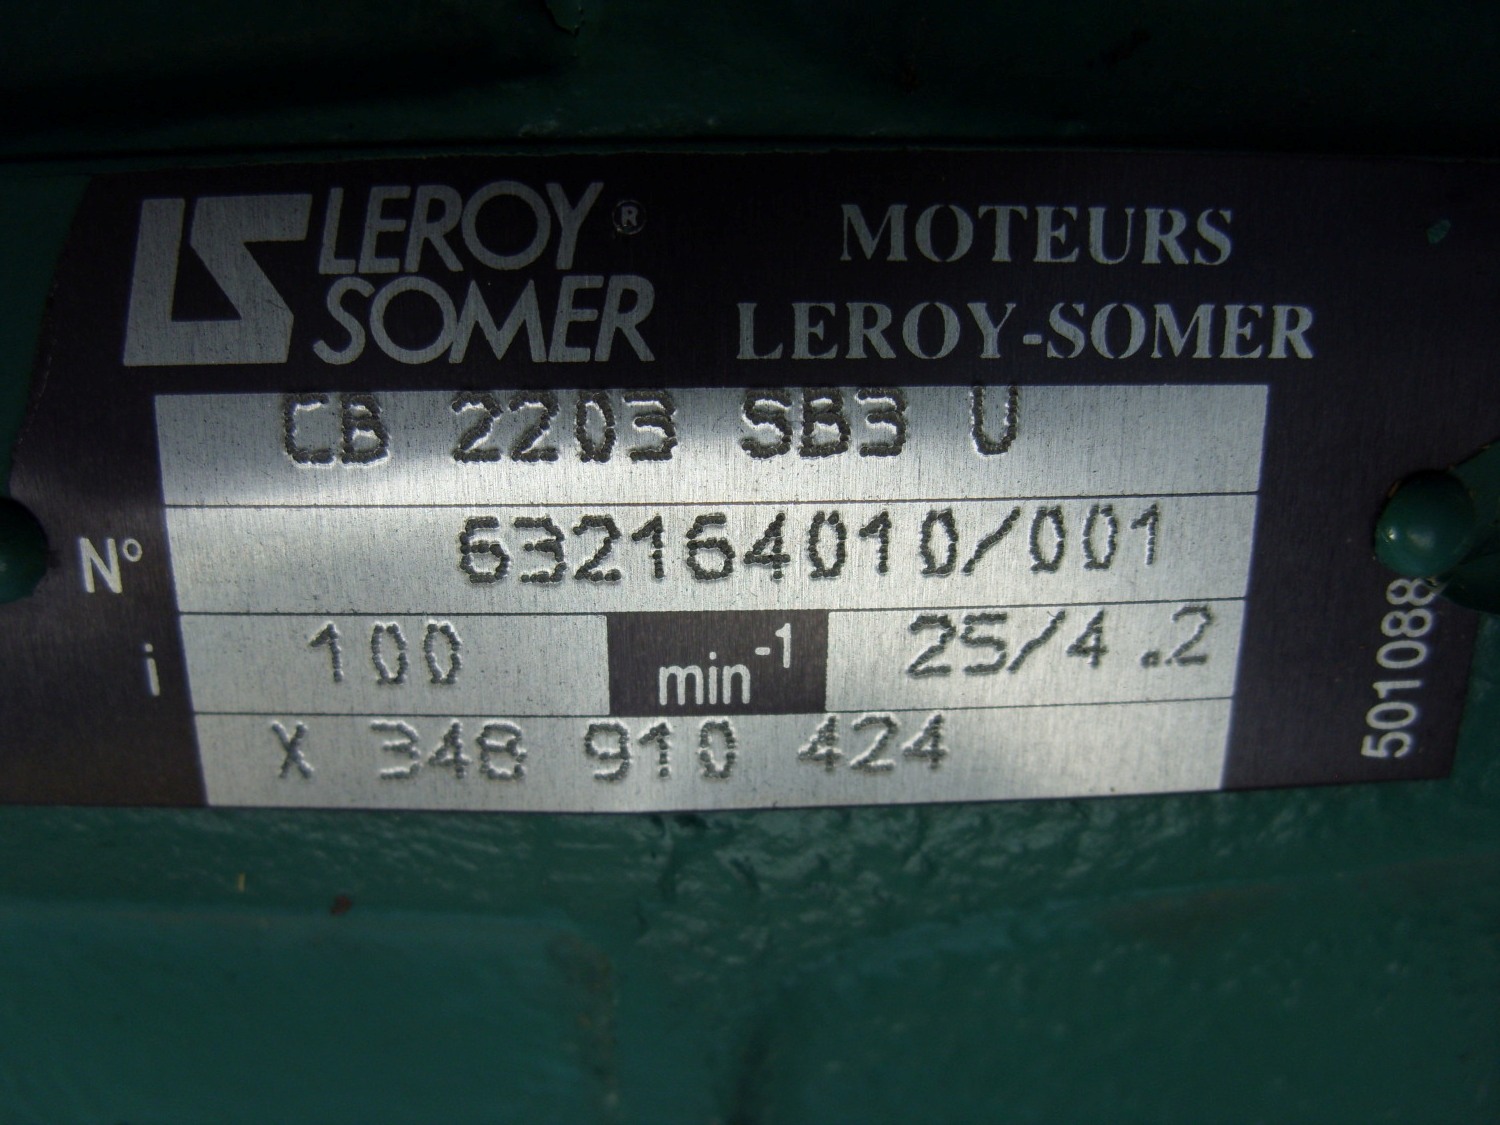 LEROY®
SOMER
MOTEURS
LEROY-SOMER
CB 2203 SB3 U
N° 632164010/001
i 100 min-1 25/4.2
X 348 910 424
501088